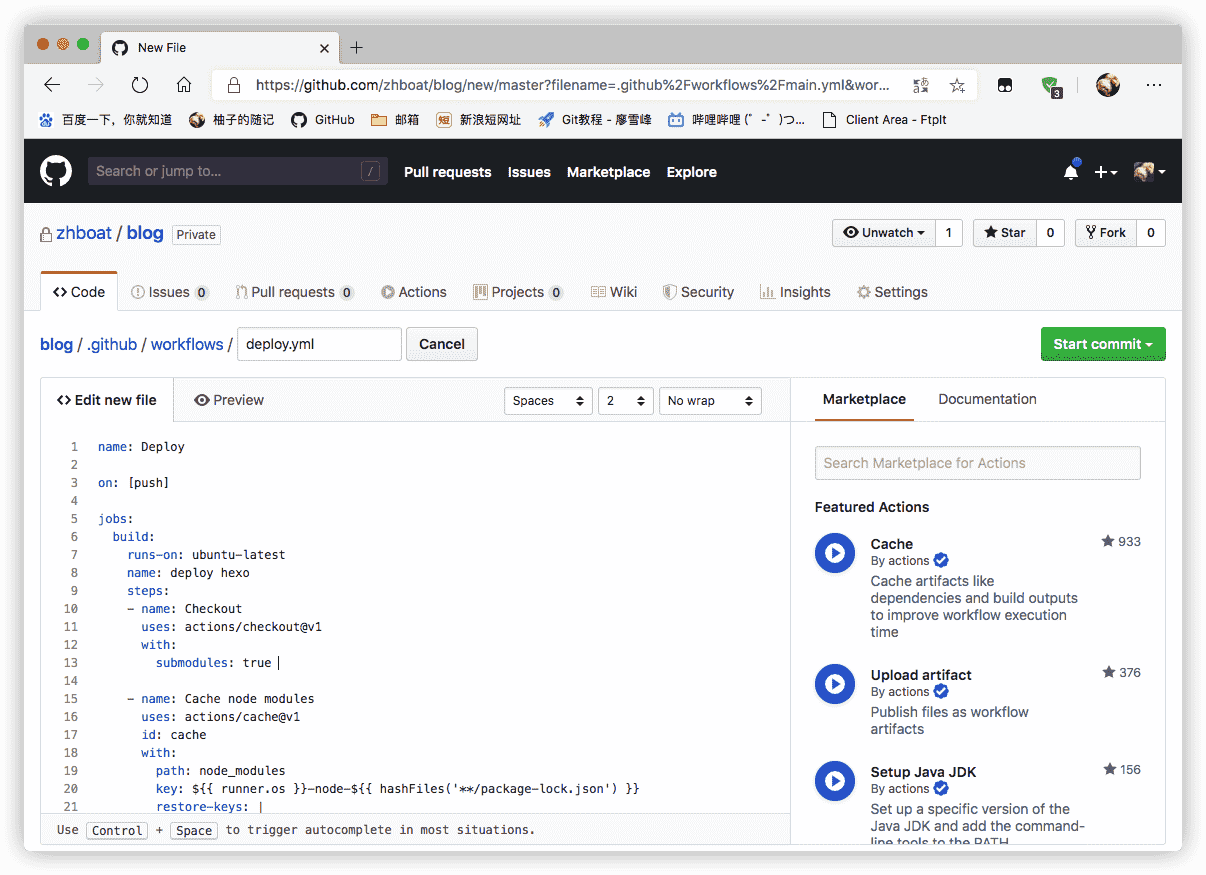 New File
https://github.com/zhboat/blog/new/master?filename=.github%2Fworkflows%2Fmain.yml&wor...
3
百度一下，你就知道 柚子的随记 GitHub 邮箱 短 新浪短网址 Git教程 - 廖雪峰 哔哩哔哩 (゜-゜)つ... Client Area - FtpIt
Search or jump to... / Pull requests Issues Marketplace Explore
zhboat / blog Private Unwatch 1 Star 0 Fork 0
Code Issues 0 Pull requests 0 Actions Projects 0 Wiki Security Insights Settings
blog / .github / workflows / deploy.yml Cancel Start commit
Edit new file Preview Spaces 2 No wrap
1 name: Deploy
2
3 on: [push]
4
5 jobs:
6 build:
7 runs-on: ubuntu-latest
8 name: deploy hexo
9 steps:
10 - name: Checkout
11 uses: actions/checkout@v1
12 with:
13 submodules: true
14
15 - name: Cache node modules
16 uses: actions/cache@v1
17 id: cache
18 with:
19 path: node_modules
20 key: ${{ runner.os }}-node-${{ hashFiles('**/package-lock.json') }}
21 restore-keys: |
Use Control + Space to trigger autocomplete in most situations.
Marketplace Documentation
Search Marketplace for Actions
Featured Actions
Cache 933
By actions
Cache artifacts like
dependencies and build outputs
to improve workflow execution
time
Upload artifact 376
By actions
Publish files as workflow
artifacts
Setup Java JDK 156
By actions
Set up a specific version of the
Java JDK and add the command-
line tools to the PATH